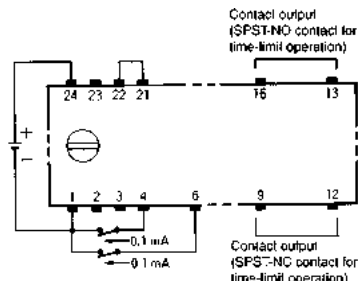 Contact output
(SPST-NO contact for
time-limit operation)
24 23 22 21 16 13
+
1 2 3 4 6 9 12
0.1 mA
0.1 mA
Contact output
(SPST-NC contact for
time-limit operation)